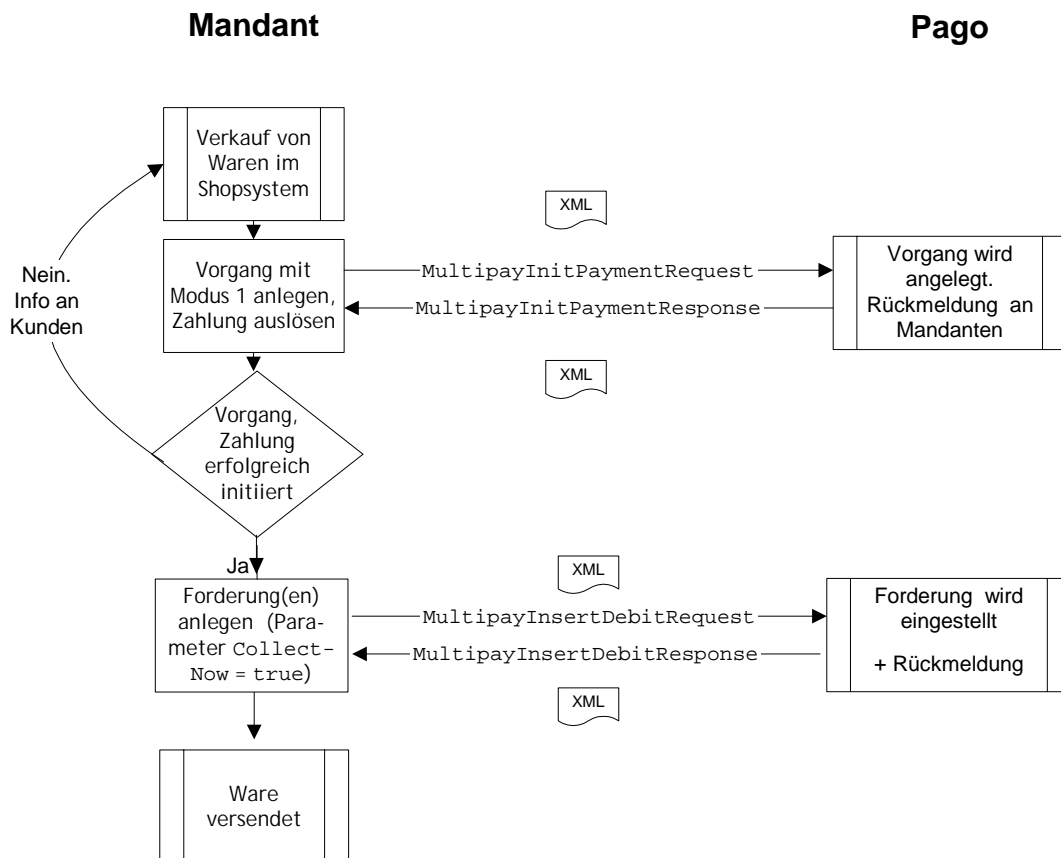 Mandant
Pago
Verkauf von
Waren im
Shopsystem
XML
Nein.
Info an
Kunden
Vorgang mit
Modus 1 anlegen,
Zahlung auslösen
MultipayInitPaymentRequest
MultipayInitPaymentResponse
Vorgang wird
angelegt.
Rückmeldung an
Mandanten
XML
Vorgang,
Zahlung
erfolgreich
initiiert
Ja
XML
Forderung(en)
anlegen (Para-
meter Collect-
Now = true)
MultipayInsertDebitRequest
MultipayInsertDebitResponse
Forderung wird
eingestellt
+ Rückmeldung
XML
Ware
versendet